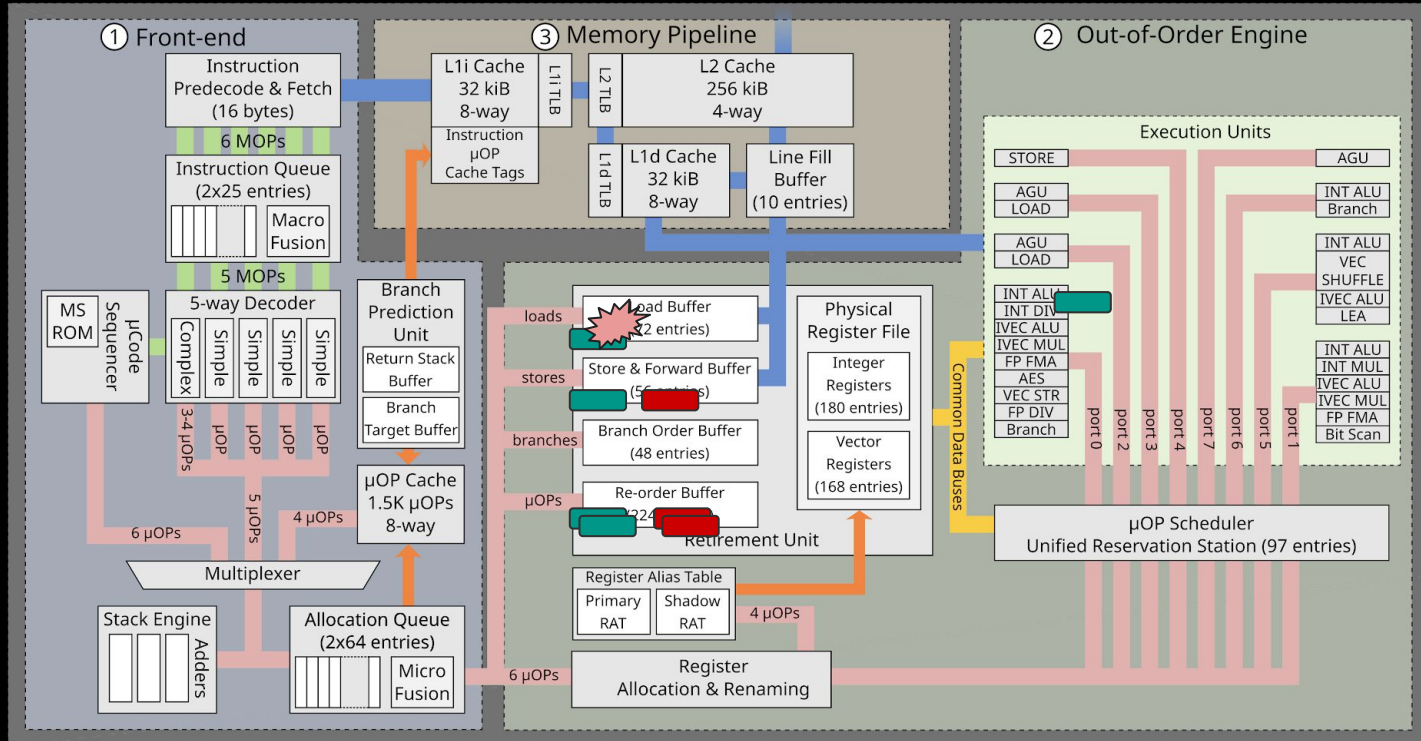 1 Front-end
Instruction
Predecode & Fetch
(16 bytes)
6 MOPs
Instruction Queue
(2x25 entries)
Macro
Fusion
5 MOPs
MS
ROM
µCode
Sequencer
5-way Decoder
Complex
Simple
Simple
Simple
Simple
3-4 µOPs
µOP
µOP
µOP
µOP
5 µOPs
6 µOPs
4 µOPs
Multiplexer
Branch
Prediction
Unit
Return Stack
Buffer
Branch
Target Buffer
µOP Cache
1.5K µOPs
8-way
Stack Engine
Adders
Allocation Queue
(2x64 entries)
Micro
Fusion
3 Memory Pipeline
L1i Cache
32 kiB
8-way
L1i TLB
Instruction
µOP
Cache Tags
L2 TLB
L2 Cache
256 kiB
4-way
L1d TLB
L1d Cache
32 kiB
8-way
Line Fill
Buffer
(10 entries)
2 Out-of-Order Engine
Execution Units
STORE
AGU
LOAD
AGU
LOAD
INT ALU
INT DIV
IVEC ALU
IVEC MUL
FP FMA
AES
VEC STR
FP DIV
Branch
AGU
INT ALU
Branch
INT ALU
VEC
SHUFFLE
IVEC ALU
LEA
INT ALU
INT MUL
IVEC ALU
IVEC MUL
FP FMA
Bit Scan
port 0
port 2
port 3
port 4
port 7
port 6
port 5
port 1
Common Data Buses
µOP Scheduler
Unified Reservation Station (97 entries)
loads
stores
branches
µOPs
Buffer
entries)
Store & Forward Buffer
Branch Order Buffer
(48 entries)
Re-order Buffer
Retirement Unit
Physical
Register File
Integer
Registers
(180 entries)
Vector
Registers
(168 entries)
Register Alias Table
Primary
RAT
Shadow
RAT
4 µOPs
6 µOPs
Register
Allocation & Renaming